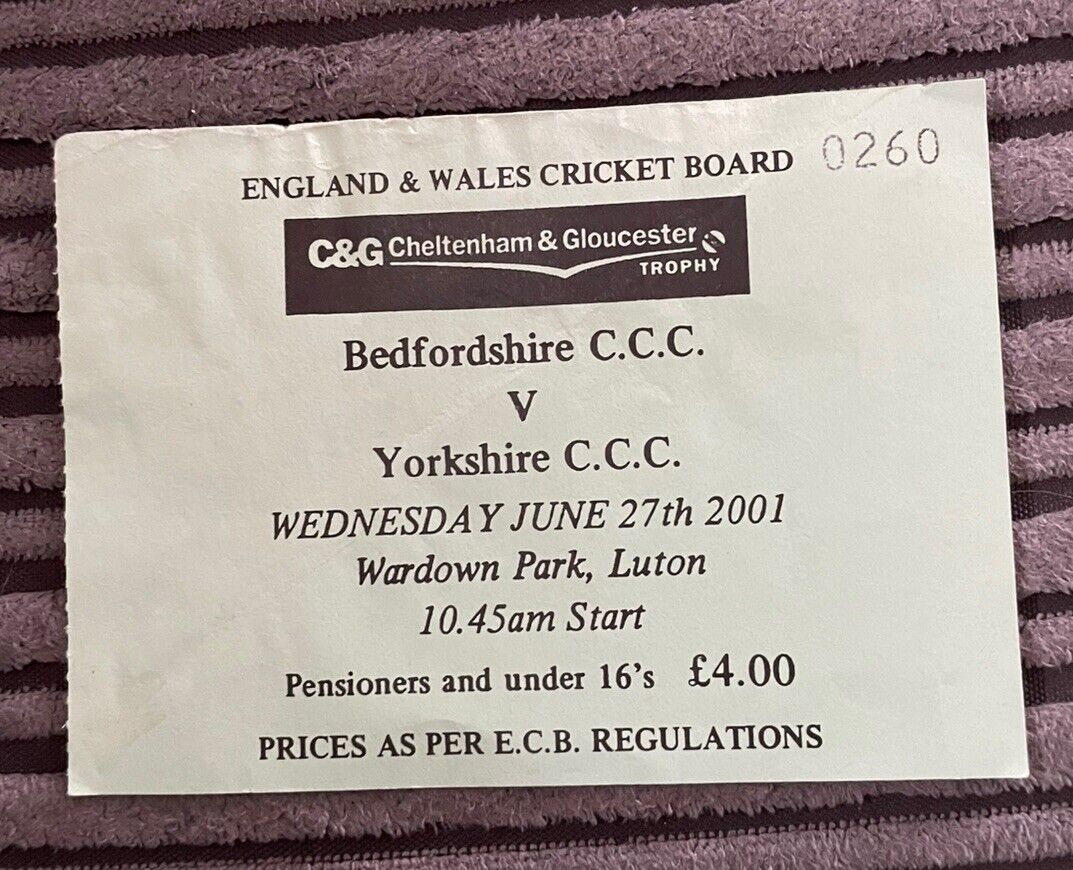 ENGLAND & WALES CRICKET BOARD 0260
C&G Cheltenham & Gloucester
TROPHY
Bedfordshire C.C.C.
V
Yorkshire C.C.C.
WEDNESDAY JUNE 27th 2001
Wardown Park, Luton
10.45am Start
Pensioners and under 16's £4.00
PRICES AS PER E.C.B. REGULATIONS